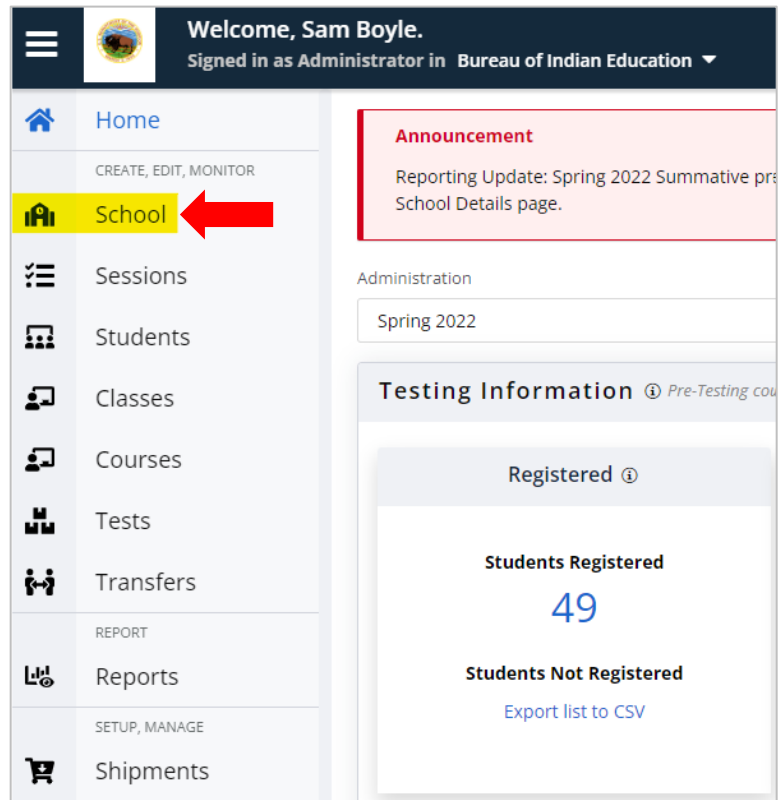 Welcome, Sam Boyle.
Signed in as Administrator in Bureau of Indian Education
Home
CREATE, EDIT, MONITOR
School
Sessions
Students
Classes
Courses
Tests
Transfers
REPORT
Reports
SETUP, MANAGE
Shipments
Announcement
Reporting Update: Spring 2022 Summative
School Details page.
Administration
Spring 2022
Testing Information Pre-Testing
Registered
Students Registered
49
Students Not Registered
Export list to CSV